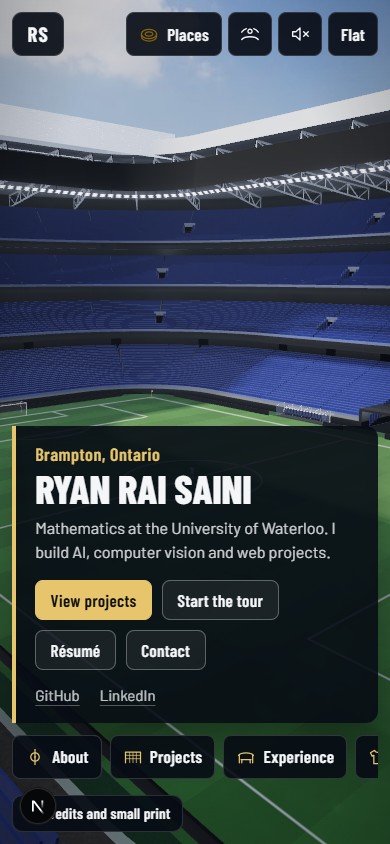 RS
Places
Flat
Brampton, Ontario
RYAN RAI SAINI
Mathematics at the University of Waterloo. I
build AI, computer vision and web projects.
View projects
Start the tour
Résumé
Contact
GitHub
LinkedIn
About
Projects
Experience
N
edits and small print